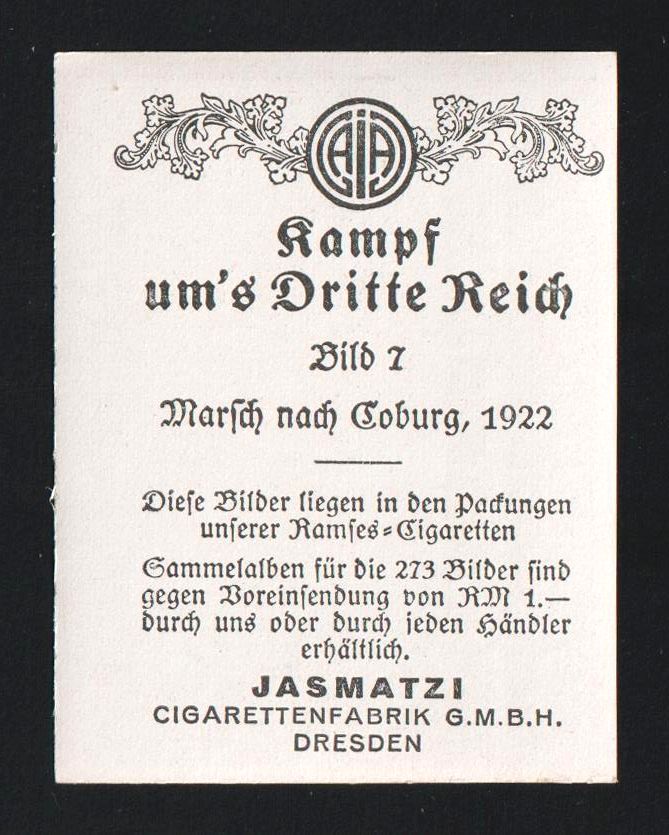 Kampf
um's Dritte Reich
Bild 7
Marsch nach Coburg, 1922
Diese Bilder liegen in den Packungen
unserer Ramses=Cigaretten
Sammelalben für die 273 Bilder sind
gegen Voreinsendung von RM 1.—
durch uns oder durch jeden Händler
erhältlich.
JASMATZI
CIGARETTENFABRIK G.M.B.H.
DRESDEN